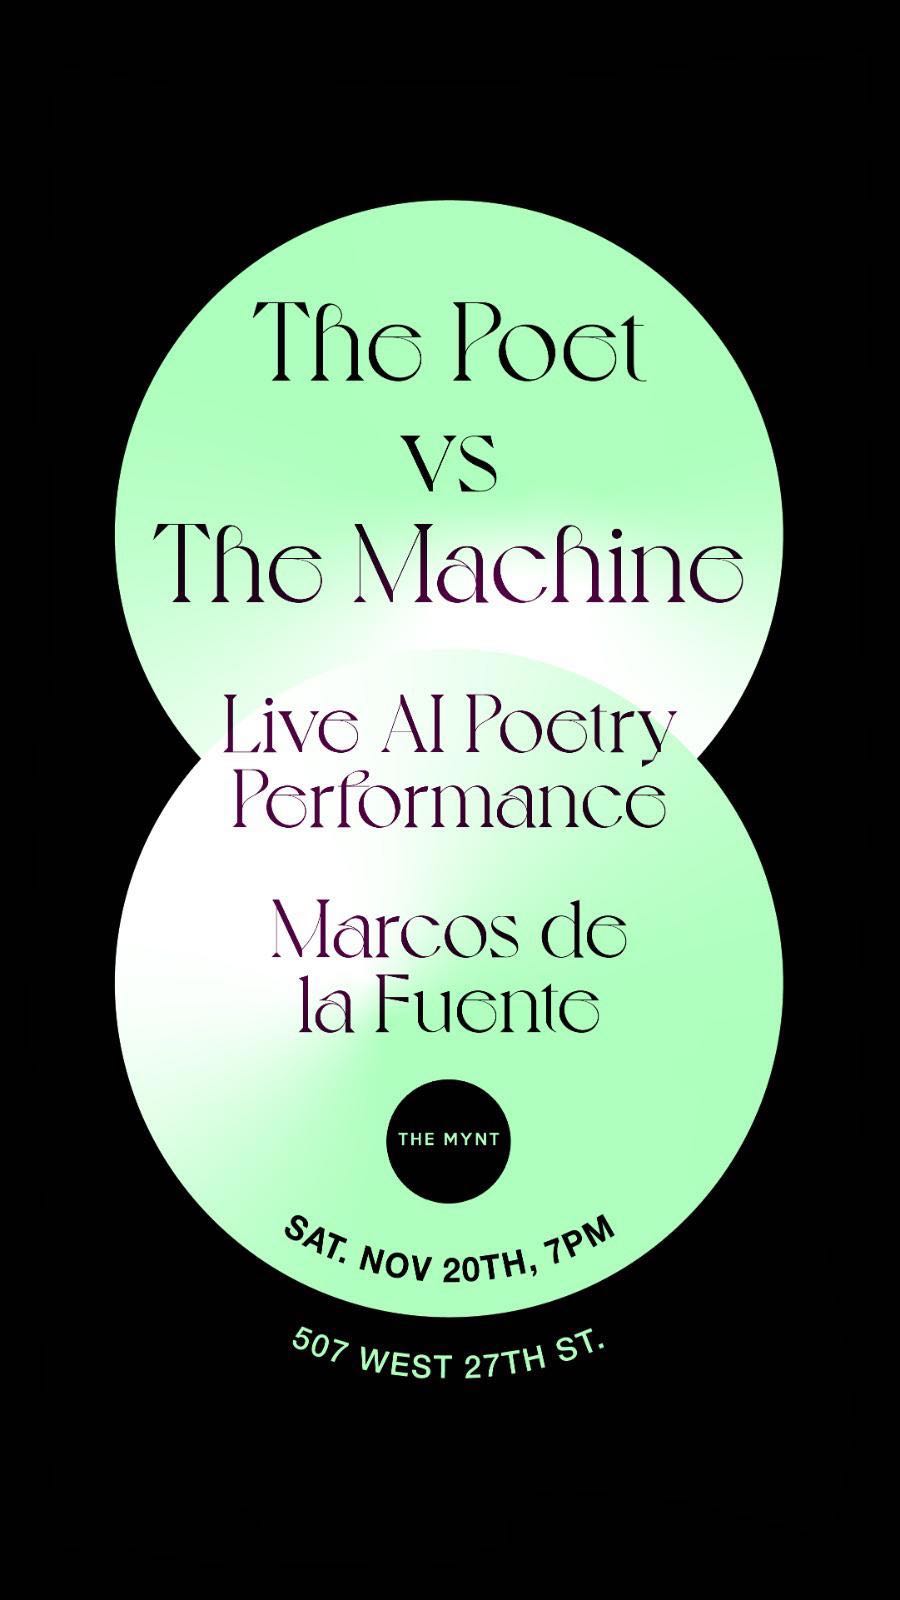 The Poet
vs
The Machine
Live AI Poetry
Performance
Marcos de
la Fuente
THE MYNT
SAT. NOV 20TH, 7PM
507 WEST 27TH ST.